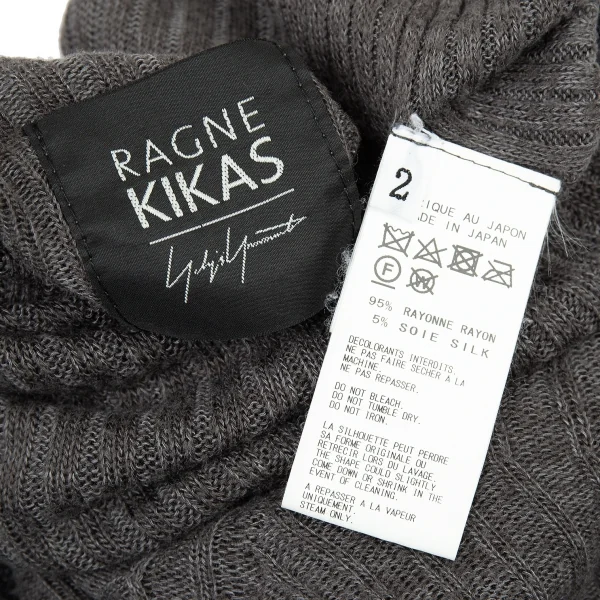 RAGNE
KIKAS
Yohji Yamamoto
2
IQUE AU JAPON
ADE IN JAPAN
F W
95% RAYONNE RAYON
5% SOIE SILK
DECOLORANTS INTERDITS.
NE PAS FAIRE SECHER A LA
MACHINE.
NE PAS REPASSER.
DO NOT BLEACH.
DO NOT TUMBLE DRY.
DO NOT IRON.
LA SILHOUETTE PEUT PERDRE
SA FORME ORIGINALE OU
RETRECIR LORS DU LAVAGE.
THE SHAPE COULD SLIGHTLY
COME DOWN OR SHRINK IN THE
EVENT OF CLEANING.
A REPASSER A LA VAPEUR
UNIQUEMENT.
STEAM ONLY.